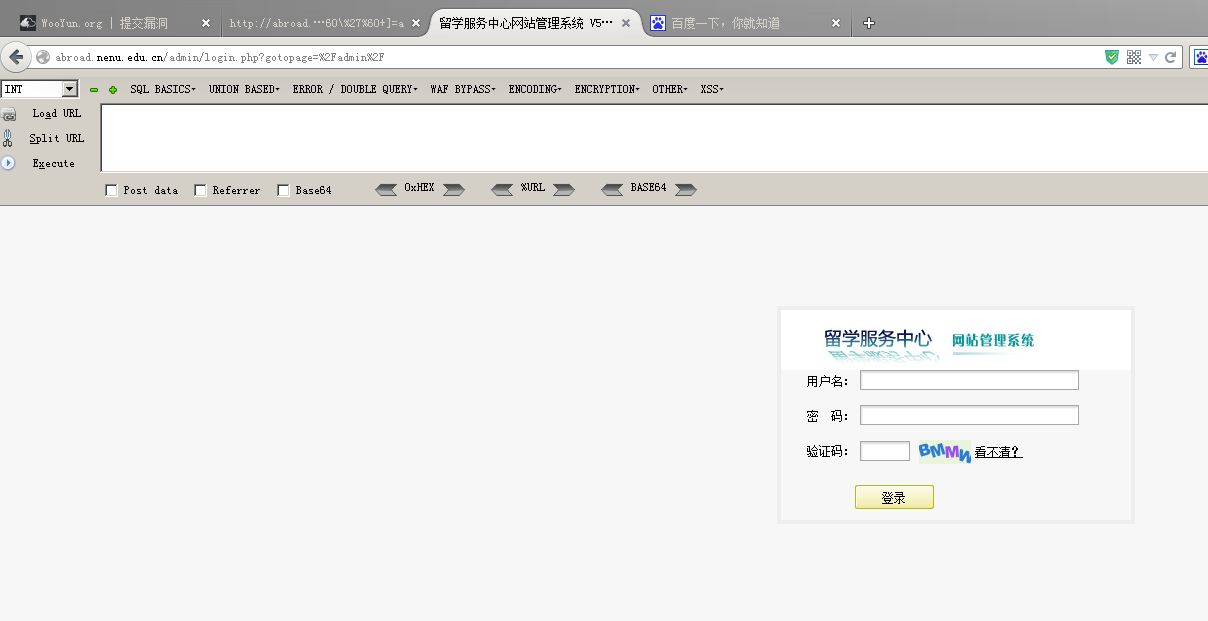 WooYun.org | 提交漏洞
http://abroad.…60\%27%60+]=a
留学服务中心网站管理系统 V5…
百度一下，你就知道
abroad.nenu.edu.cn/admin/login.php?gotopage=%2Fadmin%2F
INT
SQL BASICS
UNION BASED
ERROR / DOUBLE QUERY
WAF BYPASS
ENCODING
ENCRYPTION
OTHER
XSS
Load URL
Split URL
Execute
Post data
Referrer
Base64
0xHEX
%URL
BASE64
留学服务中心 网站管理系统
用户名：
密 码：
验证码： BMMN 看不清？
登录